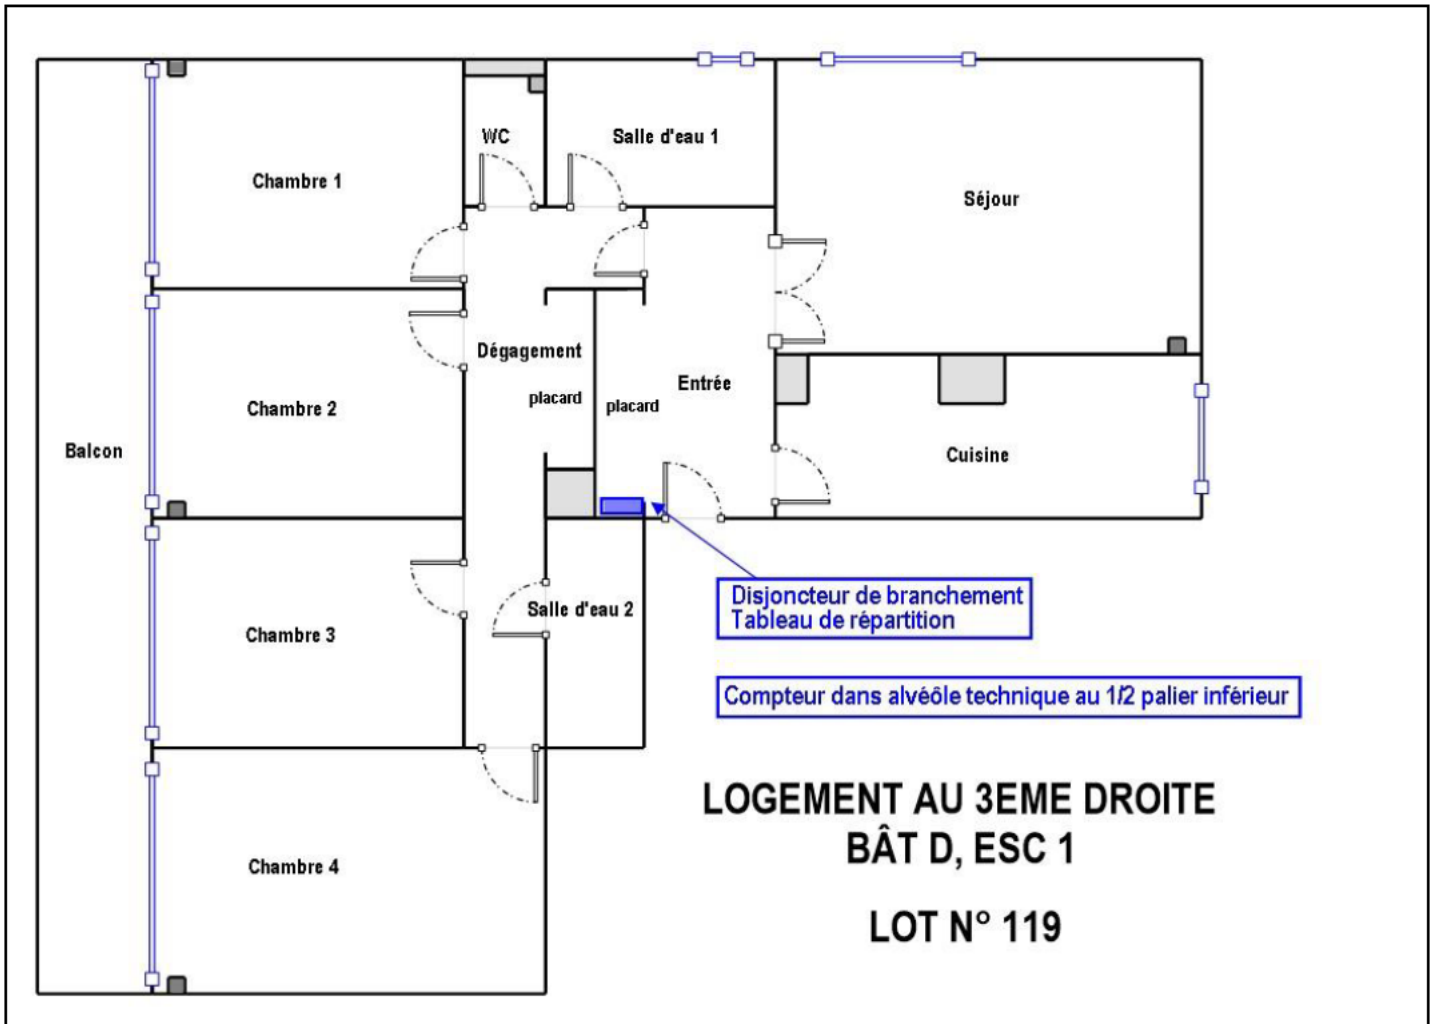 WC
Salle d'eau 1
Chambre 1
Séjour
Dégagement
Entrée
placard
placard
Chambre 2
Balcon
Cuisine
Disjoncteur de branchement
Tableau de répartition
Salle d'eau 2
Chambre 3
Compteur dans alvéôle technique au 1/2 palier inférieur
LOGEMENT AU 3EME DROITE
BÂT D, ESC 1
Chambre 4
LOT N° 119